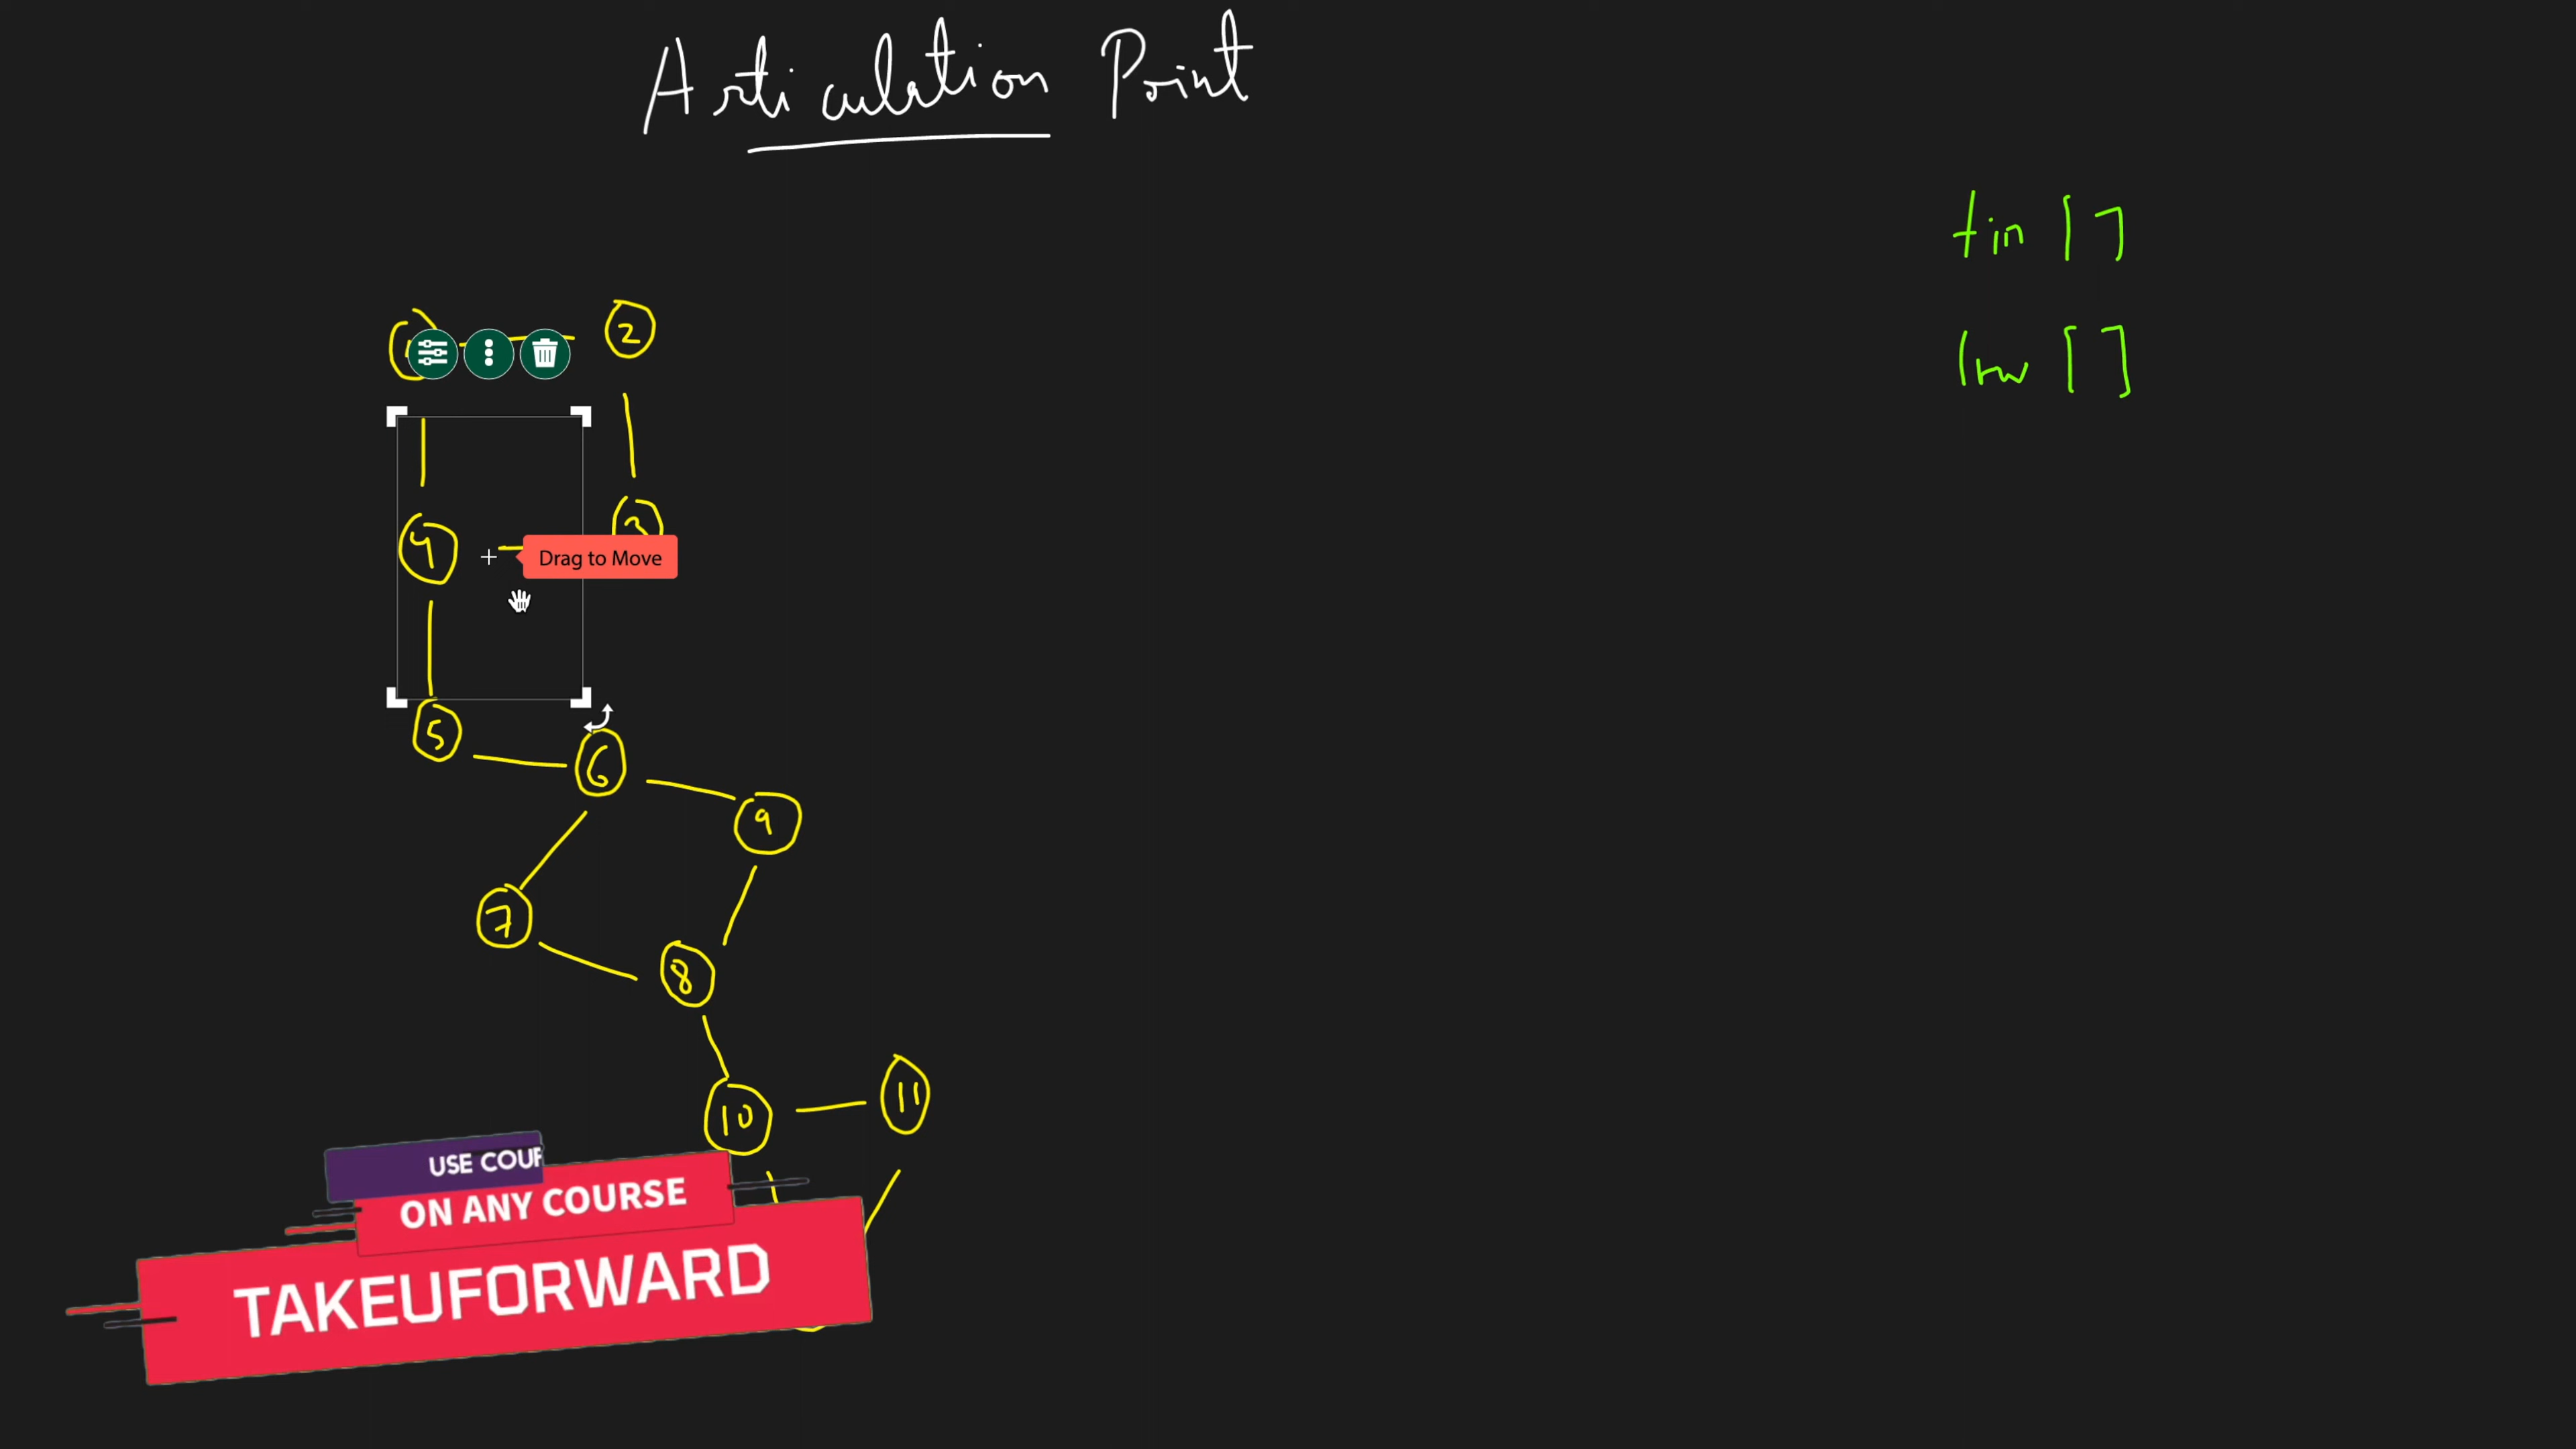 Articulation Point
tin []
low []
2
3
4
Drag to Move
5
6
9
7
8
10
11
USE COUP
ON ANY COURSE
TAKEUFORWARD